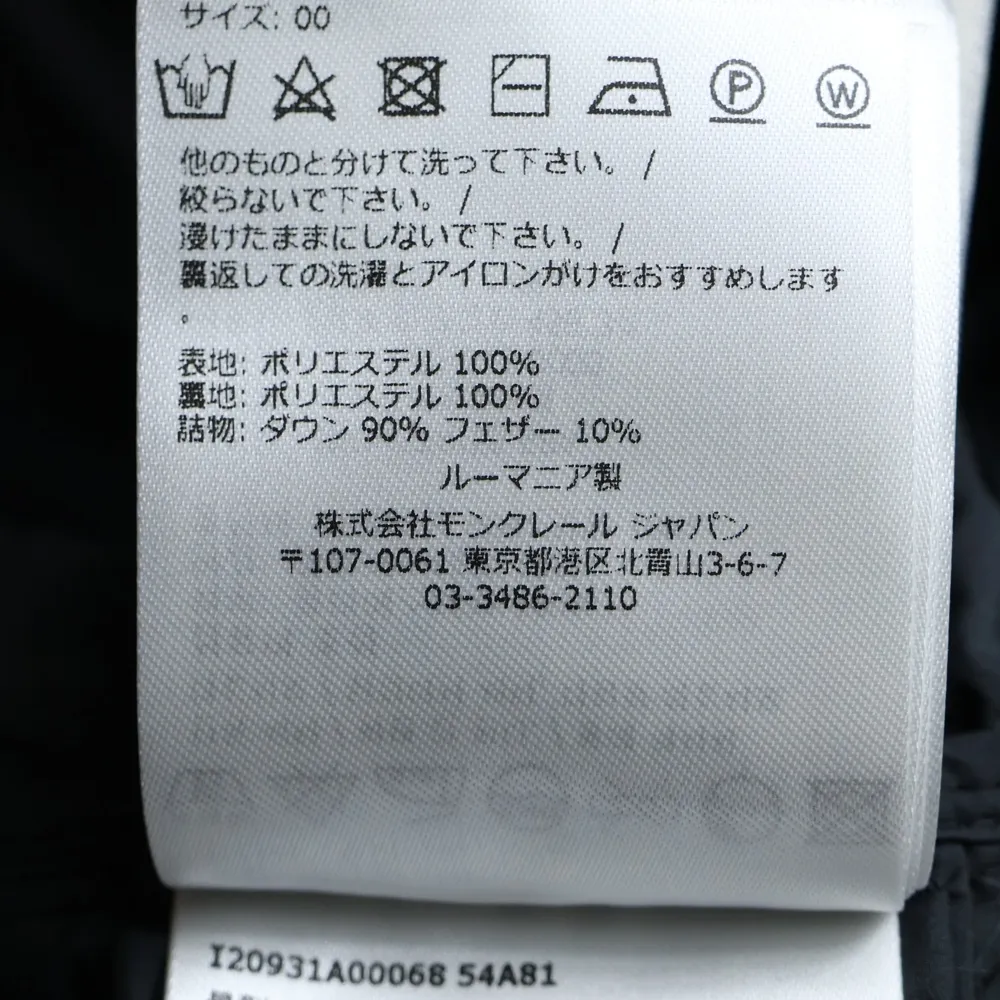 サイズ: 00
P W
他のものと分けて洗って下さい。 /
絞らないで下さい。 /
浸けたままにしないで下さい。 /
裏返しての洗濯とアイロンがけをおすすめします
。
表地: ポリエステル 100%
裏地: ポリエステル 100%
詰物: ダウン 90% フェザー 10%
ルーマニア製
株式会社モンクレール ジャパン
〒107-0061 東京都港区北青山3-6-7
03-3486-2110
I20931A00068 54A81